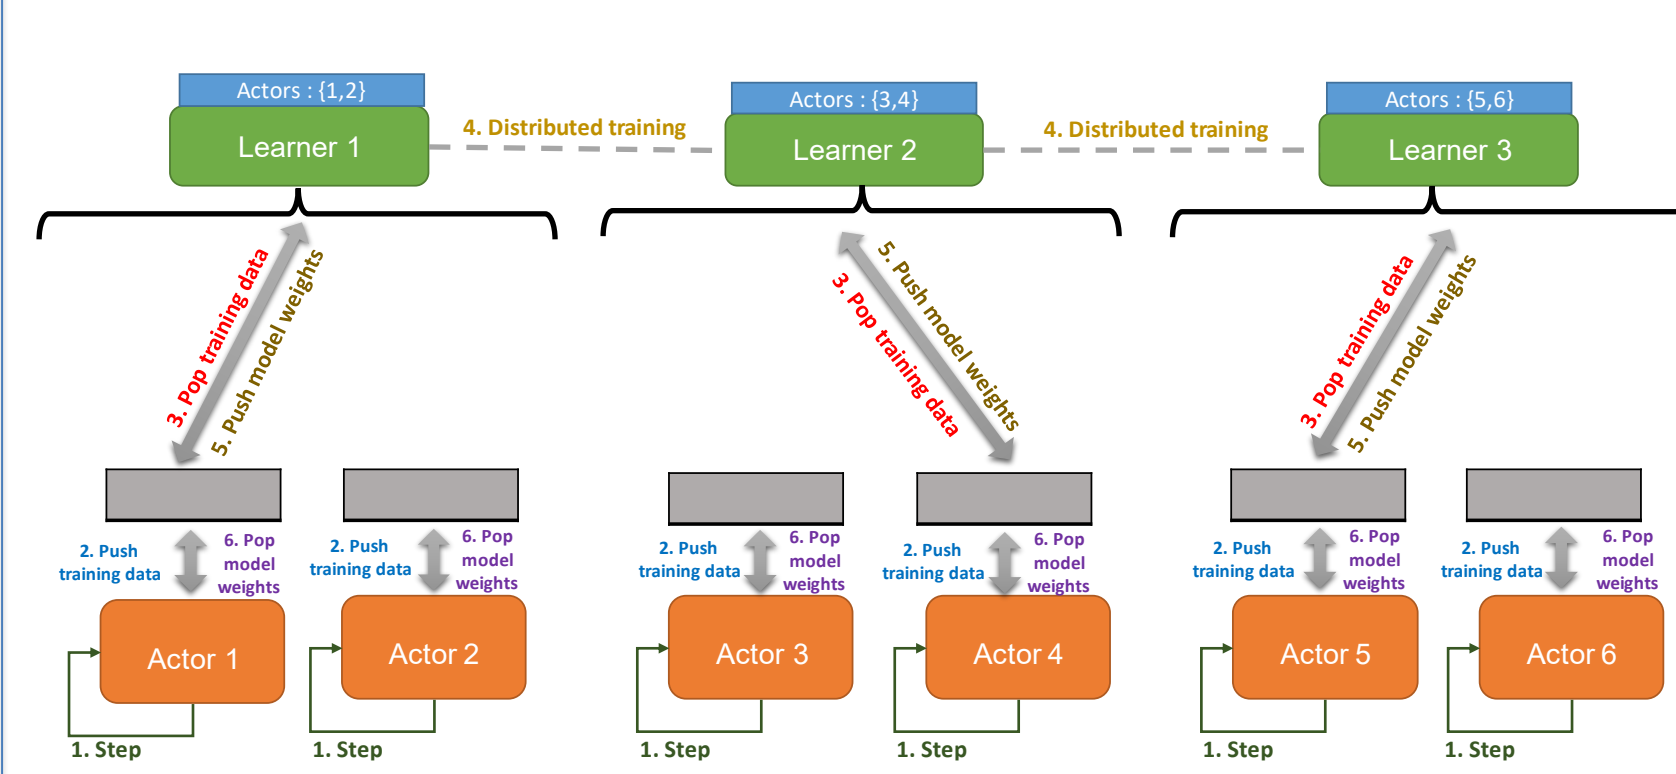 Actors : {1,2}
Actors : {3,4}
Actors : {5,6}
Learner 1
4. Distributed training
Learner 2
4. Distributed training
Learner 3
3. Pop training data
5. Push model weights
5. Push model weights
3. Pop training data
3. Pop training data
5. Push model weights
2. Push
training data
6. Pop
model
weights
2. Push
training data
6. Pop
model
weights
2. Push
training data
6. Pop
model
weights
2. Push
training data
6. Pop
model
weights
2. Push
training data
6. Pop
model
weights
2. Push
training data
6. Pop
model
weights
Actor 1
Actor 2
Actor 3
Actor 4
Actor 5
Actor 6
1. Step
1. Step
1. Step
1. Step
1. Step
1. Step